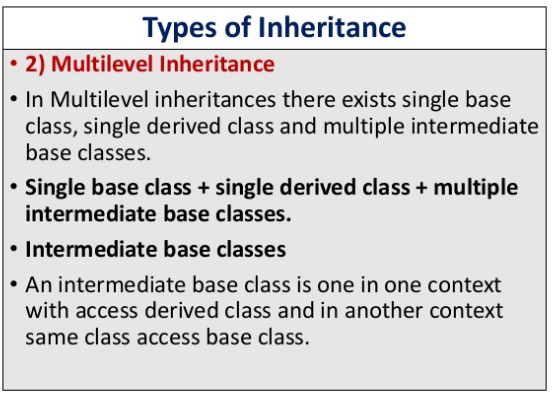 Types of Inheritance
• 2) Multilevel Inheritance
• In Multilevel inheritances there exists single base
class, single derived class and multiple intermediate
base classes.
• Single base class + single derived class + multiple
intermediate base classes.
• Intermediate base classes
• An intermediate base class is one in one context
with access derived class and in another context
same class access base class.